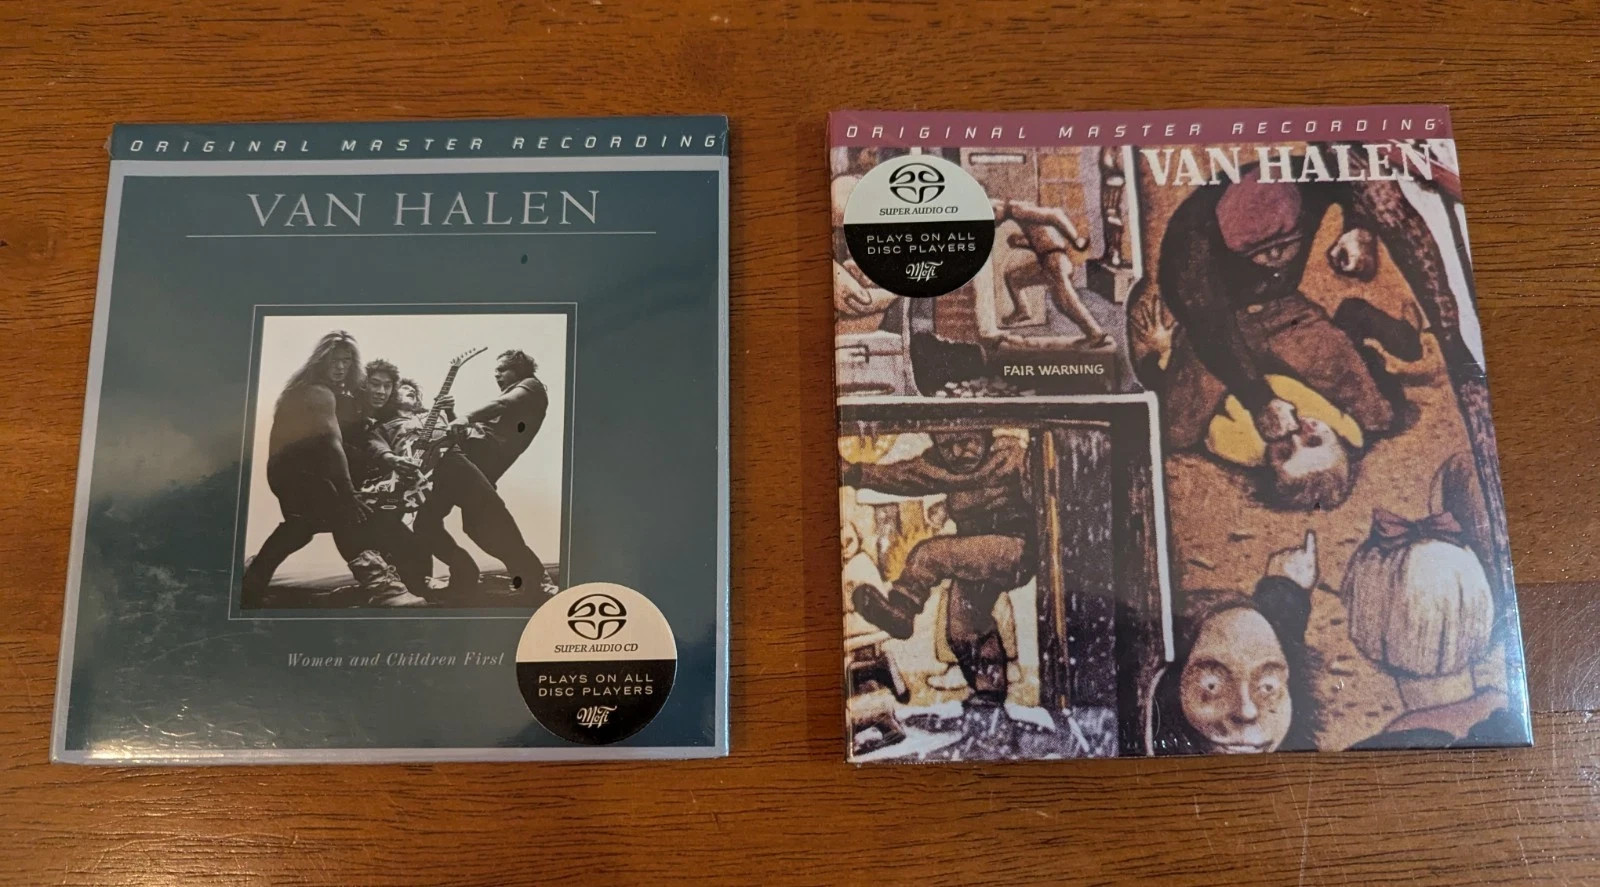 ORIGINAL MASTER RECORDING
VAN HALEN
Women and Children First
SUPER AUDIO CD
PLAYS ON ALL
DISC PLAYERS
MoFi
ORIGINAL MASTER RECORDING
VAN HALEN
SUPER AUDIO CD
PLAYS ON ALL
DISC PLAYERS
MoFi
FAIR WARNING